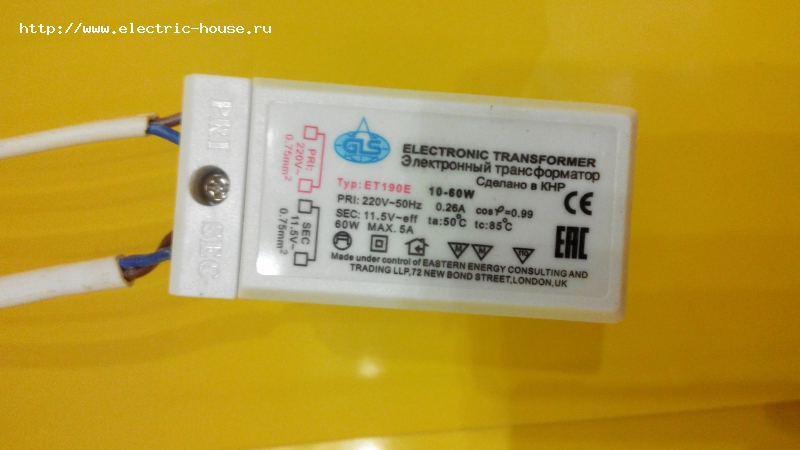 http://www.electric-house.ru
PRI
SEC
PRI:
220V~
0.75mm²
SEC
11.5V~
0.75mm²
GLS
ELECTRONIC TRANSFORMER
Электронный трансформатор
Сделано в КНР
Typ:ET190E 10-60W
PRI: 220V~50Hz 0.26A cosφ=0.99
SEC: 11.5V~eff ta:50°C tc:85°C
60W MAX. 5A
CE
EAC
M M
Made under control of EASTERN ENERGY CONSULTING AND
TRADING LLP,72 NEW BOND STREET,LONDON,UK